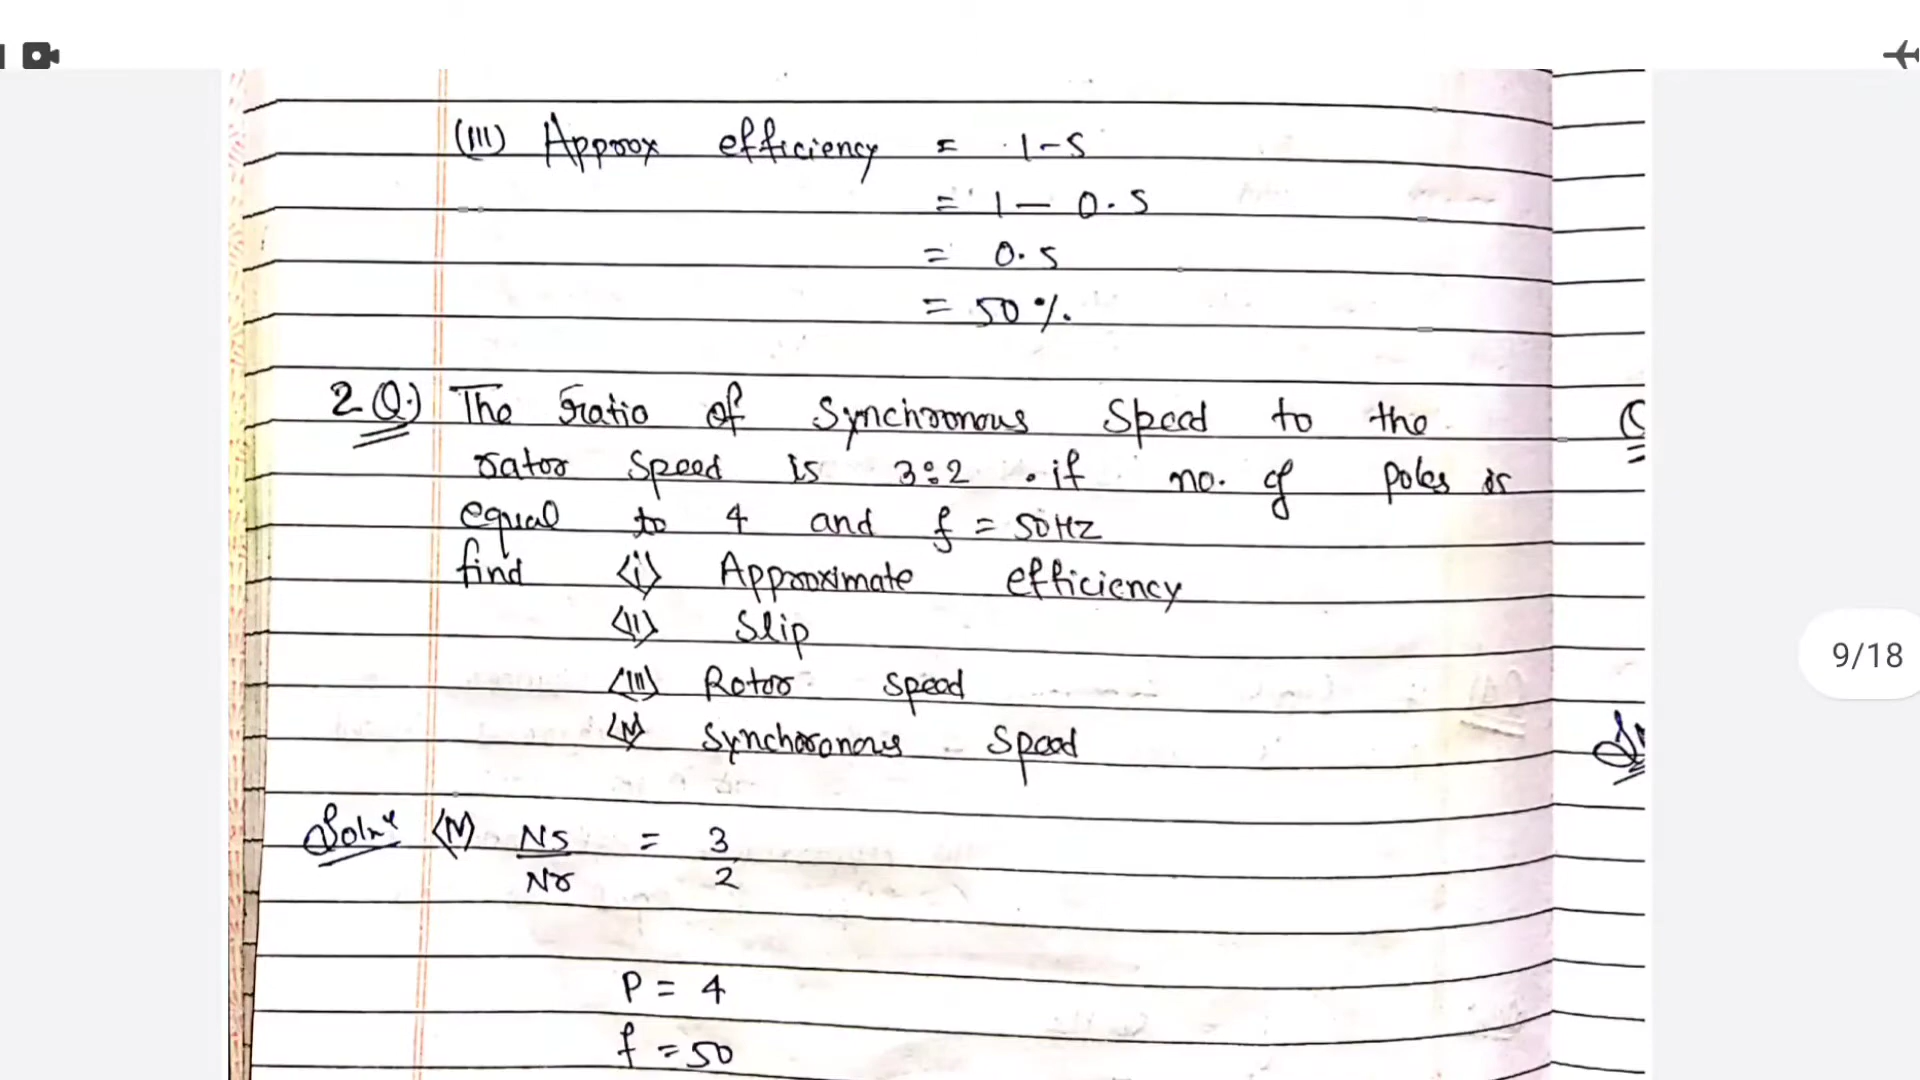 (III) Approx efficiency = 1-S
= 1 - 0.5
= 0.5
= 50%.
2 Q.) The ratio of Synchronous Speed to the
rator Speed is 3:2 . if no. of poles is
equal to 4 and f = 50Hz
find (i) Approximate efficiency
(II) Slip
(III) Rotor Speed
(IV) Synchronous Speed
Soln (IV) Ns/Nr = 3/2
P = 4
f = 50
9/18